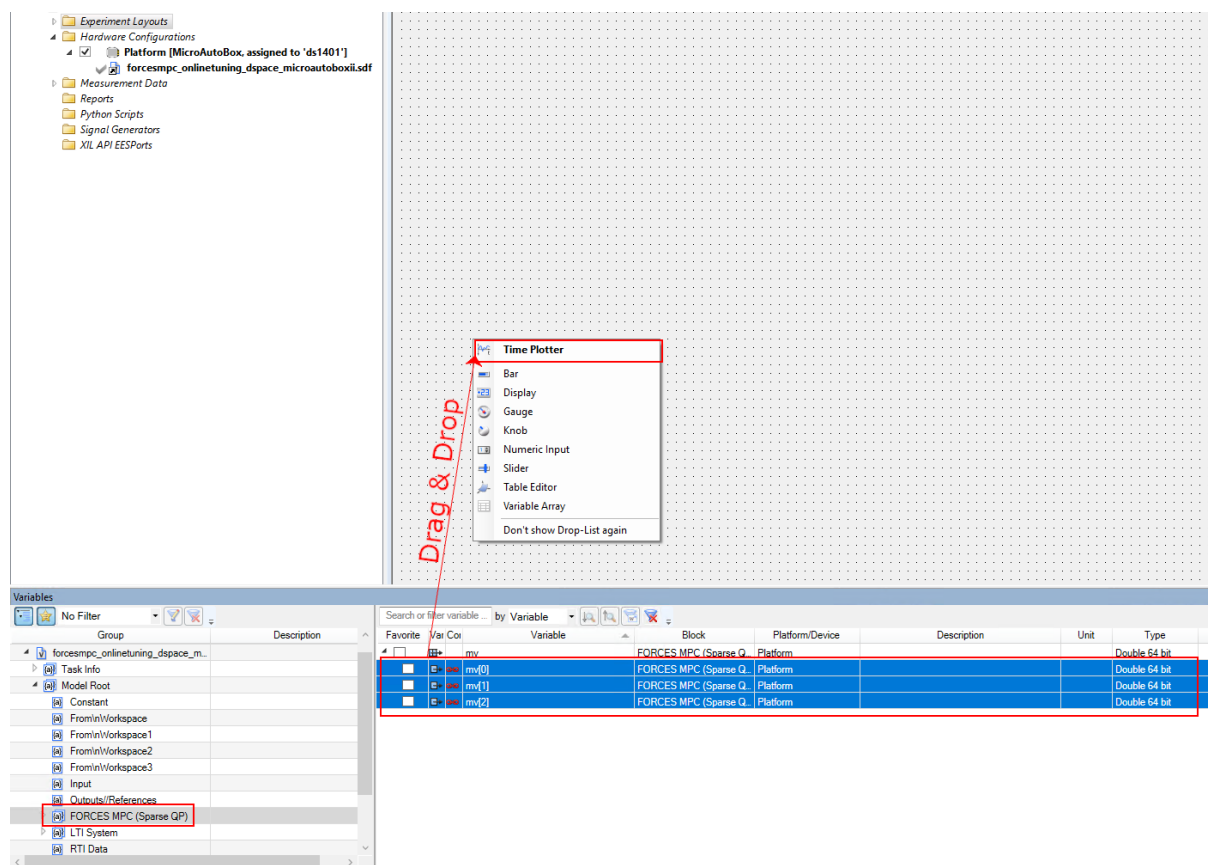 Experiment Layouts
Hardware Configurations
Platform [MicroAutoBox, assigned to 'ds1401']
forcesmpc_onlinetuning_dspace_microautoboxii.sdf
Measurement Data
Reports
Python Scripts
Signal Generators
XIL API EESPorts
Time Plotter
Bar
Display
Gauge
Knob
Numeric Input
Slider
Table Editor
Variable Array
Don't show Drop-List again
Drag & Drop
Variables
No Filter
Search or filter variable ... by Variable
Group Description
Favorite Var Cor Variable Block Platform/Device Description Unit Type
forcesmpc_onlinetuning_dspace_m...
mv FORCES MPC (Sparse Q... Platform Double 64 bit
Task Info
mv[0] FORCES MPC (Sparse Q... Platform Double 64 bit
Model Root
mv[1] FORCES MPC (Sparse Q... Platform Double 64 bit
Constant
mv[2] FORCES MPC (Sparse Q... Platform Double 64 bit
From\nWorkspace
From\nWorkspace1
From\nWorkspace2
From\nWorkspace3
Input
Outputs//References
FORCES MPC (Sparse QP)
LTI System
RTI Data